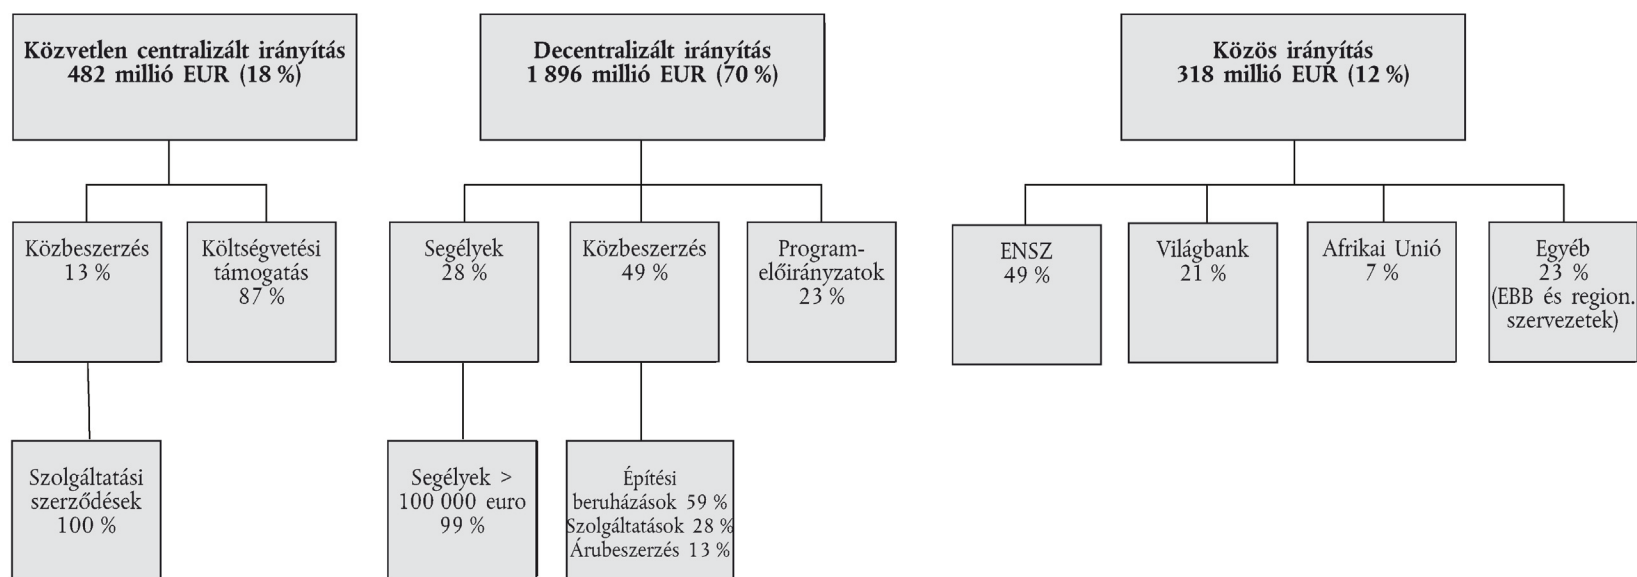 Közvetlen centralizált irányítás
482 millió EUR (18 %)
Decentralizált irányítás
1 896 millió EUR (70 %)
Közös irányítás
318 millió EUR (12 %)
Közbeszerzés
13 %
Költségvetési
támogatás
87 %
Segélyek
28 %
Közbeszerzés
49 %
Program-
előirányzatok
23 %
ENSZ
49 %
Világbank
21 %
Afrikai Unió
7 %
Egyéb
23 %
(EBB és region.
szervezetek)
Szolgáltatási
szerződések
100 %
Segélyek >
100 000 euro
99 %
Építési
beruházások 59 %
Szolgáltatások 28 %
Árubeszerzés 13 %